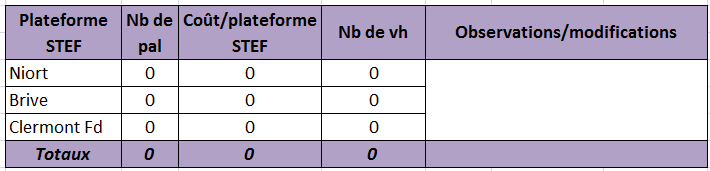 Plateforme STEF | Nb de pal | Coût/plateforme STEF | Nb de vh | Observations/modifications
Niort | 0 | 0 | 0
Brive | 0 | 0 | 0
Clermont Fd | 0 | 0 | 0
Totaux | 0 | 0 | 0